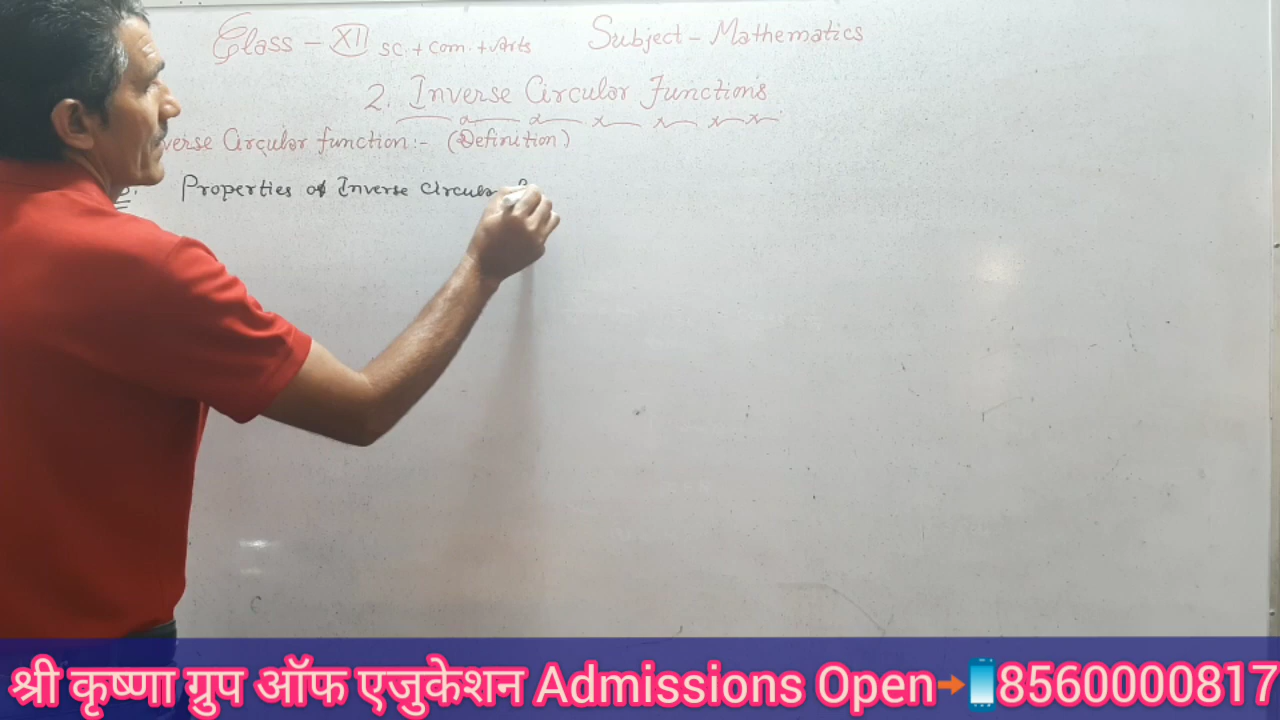 Class - XII SC. + Com. + Arts Subject - Mathematics
2. Inverse Circular Functions
verse Circular function :- (Definition)
Properties of Inverse circular
श्री कृष्णा ग्रुप ऑफ एजुकेशन Admissions Open➔📱8560000817